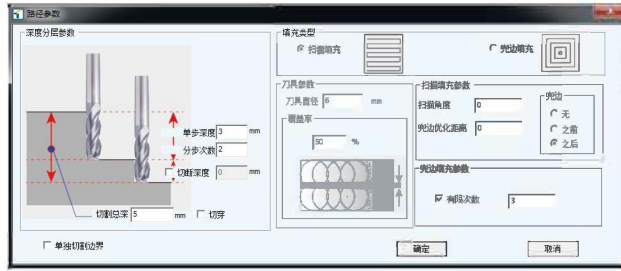 路径参数
深度分层参数
单步深度 3 mm
分步次数 2
切断深度 0 mm
切割总深 5 mm 切穿
单独切割边界
填充类型
扫描填充 兜边填充
刀具参数
刀具直径 6 mm
覆盖率
50 %
扫描填充参数
扫描角度 0
兜边优化距离 0
兜边
无
之前
之后
兜边填充参数
有限次数 3
确定 取消